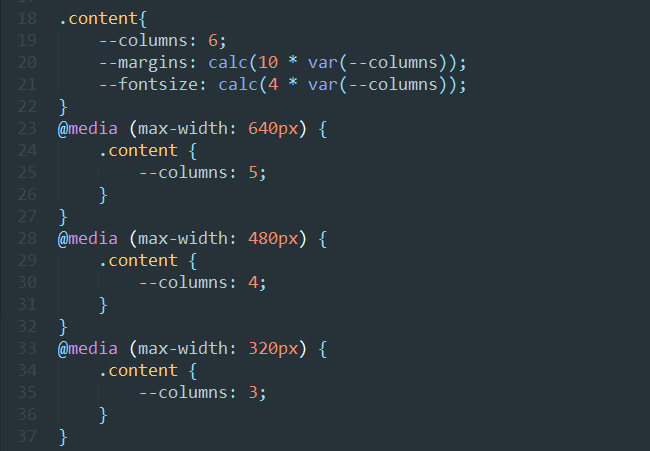 18 .content{
19     --columns: 6;
20     --margins: calc(10 * var(--columns));
21     --fontsize: calc(4 * var(--columns));
22 }
23 @media (max-width: 640px) {
24     .content {
25         --columns: 5;
26     }
27 }
28 @media (max-width: 480px) {
29     .content {
30         --columns: 4;
31     }
32 }
33 @media (max-width: 320px) {
34     .content {
35         --columns: 3;
36     }
37 }